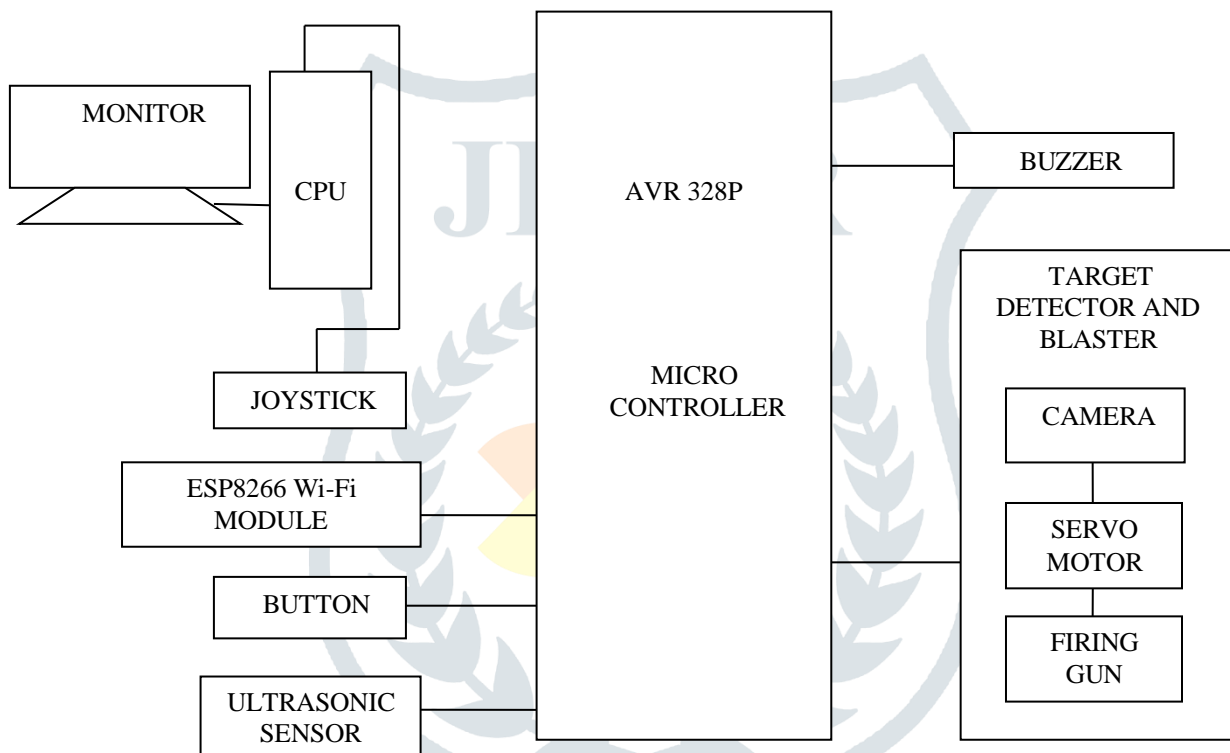 MONITOR
CPU
JOYSTICK
ESP8266 Wi-Fi
MODULE
BUTTON
ULTRASONIC
SENSOR
AVR 328P
MICRO
CONTROLLER
BUZZER
TARGET
DETECTOR AND
BLASTER
CAMERA
SERVO
MOTOR
FIRING
GUN